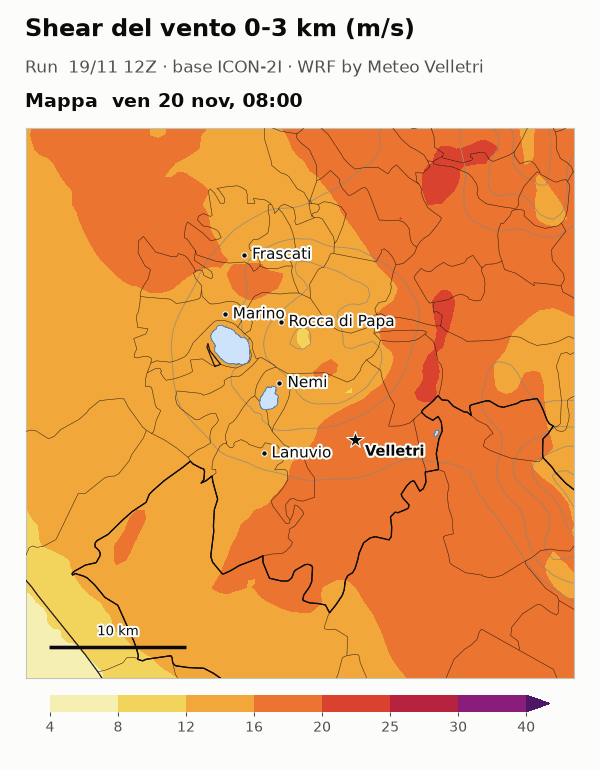 Shear del vento 0-3 km (m/s)
Run  19/11 12Z · base ICON-2I · WRF by Meteo Velletri
Mappa  ven 20 nov, 08:00
Frascati
Marino
Rocca di Papa
Nemi
Velletri
Lanuvio
10 km
4 8 12 16 20 25 30 40